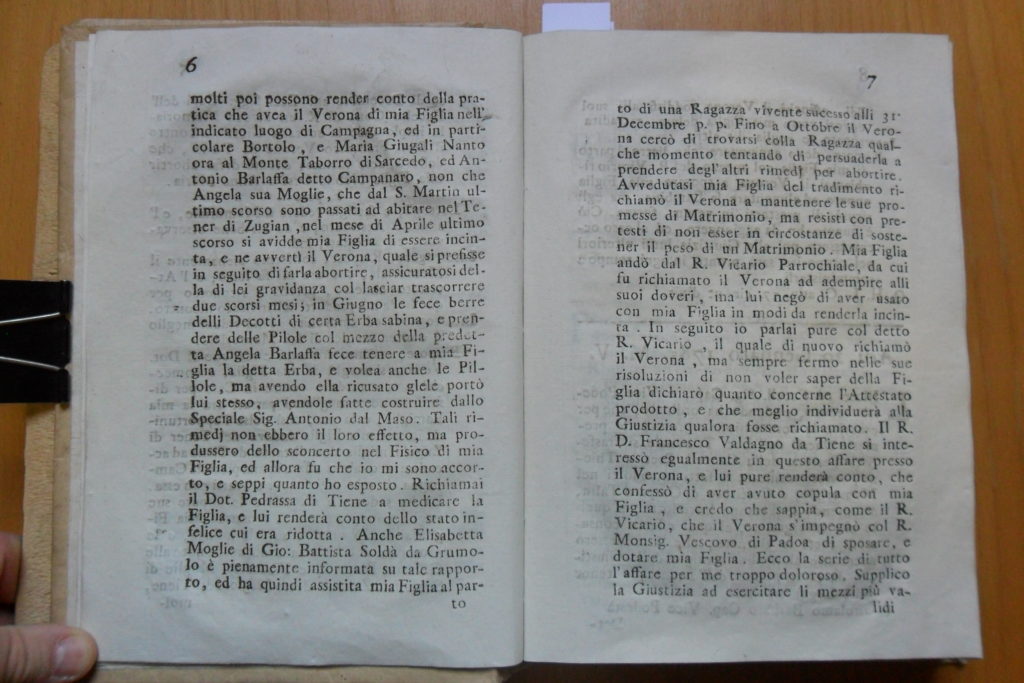 6
molti poi possono render conto della pra-
tica che avea il Verona di mia Figlia nell'
indicato luogo di Campagna, ed in parti-
colare Bortolo, e Maria Giugali Nanto
ora al Monte Taborro di Sarcedo, ed An-
tonio Barlaffa detto Campanaro, non che
Angela sua Moglie, che dal S. Martin ul-
timo scorso sono passati ad abitare nel Te-
ner di Zugian, nel mese di Aprile ultimo
scorso si avidde mia Figlia di essere incin-
ta, e ne avvertì il Verona, quale si prefisse
in seguito di farla abortire, assicuratosi del-
la di lei gravidanza col lasciar trascorrere
due scorsi mesi; in Giugno le fece berre
delli Decotti di certa Erba sabina, e pren-
dere delle Pilole col mezzo della predet-
ta Angela Barlaffa fece tenere a mia Fi-
glia la detta Erba, e volea anche le Pil-
lole, ma avendo ella ricusato glele portò
lui stesso, avendole fatte costruire dallo
Speciale Sig. Antonio dal Maso. Tali ri-
medj non ebbero il loro effetto, ma pro-
dussero dello sconcerto nel Fisico di mia
Figlia, ed allora fu che io mi sono accor-
to, e seppi quanto ho esposto. Richiamai
il Dot. Pedrassa di Tiene a medicare la
Figlia, e lui renderà conto dello stato in-
felice cui era ridotta. Anche Elisabetta
Moglie di Gio: Battista Soldà da Grumo-
lo è pienamente informata su tale rappor-
to, ed ha quindi assistita mia Figlia al par-
to
7
to di una Ragazza vivente successo alli 31
Decembre p. p. Fino a Ottobre il Vero-
na cercò di trovarsi colla Ragazza qual-
che momento tentando di persuaderla a
prendere degl'altri rimedj per abortire.
Avvedutasi mia Figlia del tradimento ri-
chiamò il Verona a mantenere le sue pro-
messe di Matrimonio, ma resistì con pre-
testi di non esser in circostanze di soste-
ner il peso di un Matrimonio. Mia Figlia
andò dal R. Vicario Parrochiale, da cui
fu richiamato il Verona ad adempire alli
suoi doveri, ma lui negò di aver usato
con mia Figlia in modi da renderla incin-
ta. In seguito io parlai pure col detto
R. Vicario, il quale di nuovo richiamò
il Verona, ma sempre fermo nelle sue
risoluzioni di non voler saper della Fi-
glia dichiarò quanto concerne l'Attestato
prodotto, e che meglio individuerà alla
Giustizia qualora fosse richiamato. Il R.
D. Francesco Valdagno da Tiene si inte-
ressò egualmente in questo affare presso
il Verona, e lui pure renderà conto, che
confessò di aver avuto copula con mia
Figlia, e credo che sappia, come il R.
Vicario, che il Verona s'impegnò col R.
Monsig. Vescovo di Padoa di sposare, e
dotare mia Figlia. Ecco la serie di tutto
l'affare per me troppo doloroso. Supplico
la Giustizia ad esercitare li mezzi più va-
lidi